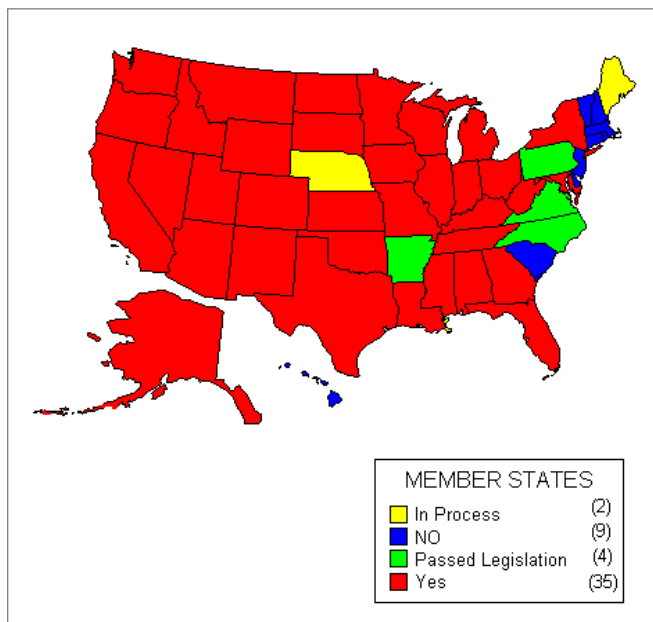 MEMBER STATES
In Process (2)
NO (9)
Passed Legislation (4)
Yes (35)